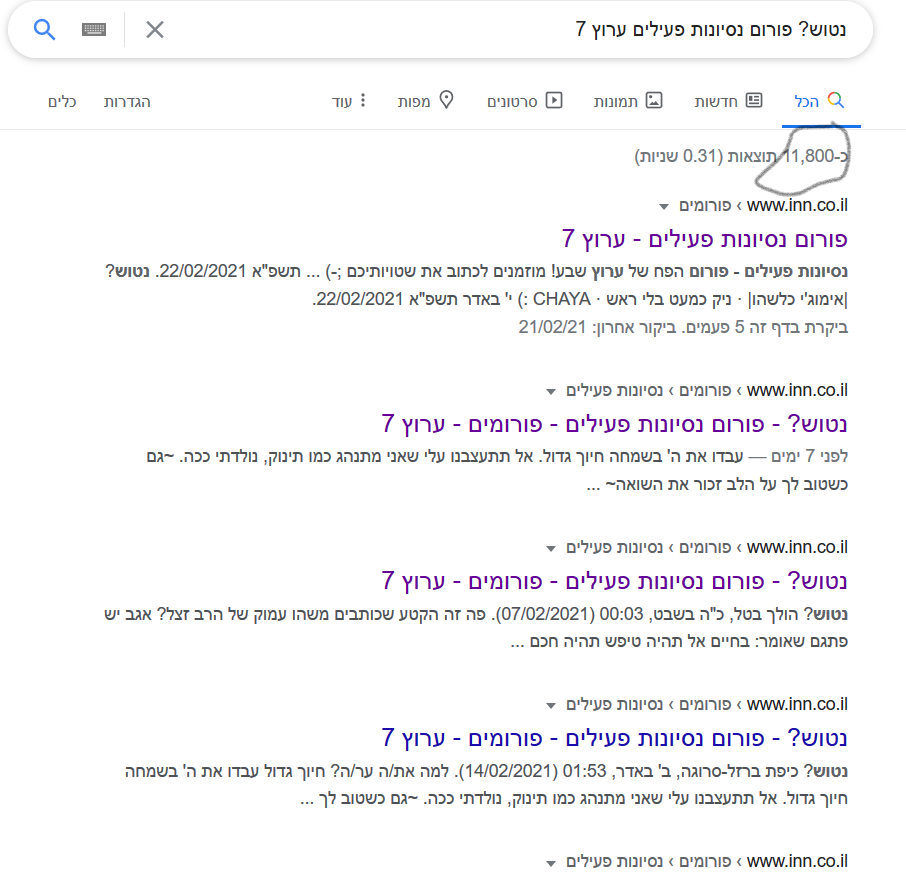 נטוש? פורום נסיונות פעילים ערוץ 7
הכל חדשות תמונות סרטונים מפות עוד הגדרות כלים
כ-11,800 תוצאות (0.31 שניות)
www.inn.co.il › פורומים
פורום נסיונות פעילים - ערוץ 7
נסיונות פעילים - פורום הפח של ערוץ שבע! מוזמנים לכתוב את שטויותיכם ;-) ... תשפ"א 22/02/2021. נטוש?
|אימוג'י כלשהו| · ניק כמעט בלי ראש · CHAYA :) י' באדר תשפ"א 22/02/2021.
ביקרת בדף זה 5 פעמים. ביקור אחרון: 21/02/21
www.inn.co.il › פורומים › נסיונות פעילים
נטוש? - פורום נסיונות פעילים - פורומים - ערוץ 7
לפני 7 ימים — עבדו את ה' בשמחה חיוך גדול. אל תתעצבנו עלי שאני מתנהג כמו תינוק, נולדתי ככה. ~גם
כשטוב לך על הלב זכור את השואה~ ...
www.inn.co.il › פורומים › נסיונות פעילים
נטוש? - פורום נסיונות פעילים - פורומים - ערוץ 7
נטוש? הולך בטל, כ"ה בשבט, 00:03 (07/02/2021). פה זה הקטע שכותבים משהו עמוק של הרב זצל? אגב יש
פתגם שאומר: בחיים אל תהיה טיפש תהיה חכם ...
www.inn.co.il › פורומים › נסיונות פעילים
נטוש? - פורום נסיונות פעילים - פורומים - ערוץ 7
נטוש? כיפת ברזל-סרוגה, ב' באדר, 01:53 (14/02/2021). למה את/ה ער/ה? חיוך גדול עבדו את ה' בשמחה
חיוך גדול. אל תתעצבנו עלי שאני מתנהג כמו תינוק, נולדתי ככה. ~גם כשטוב לך ...
www.inn.co.il › פורומים › נסיונות פעילים